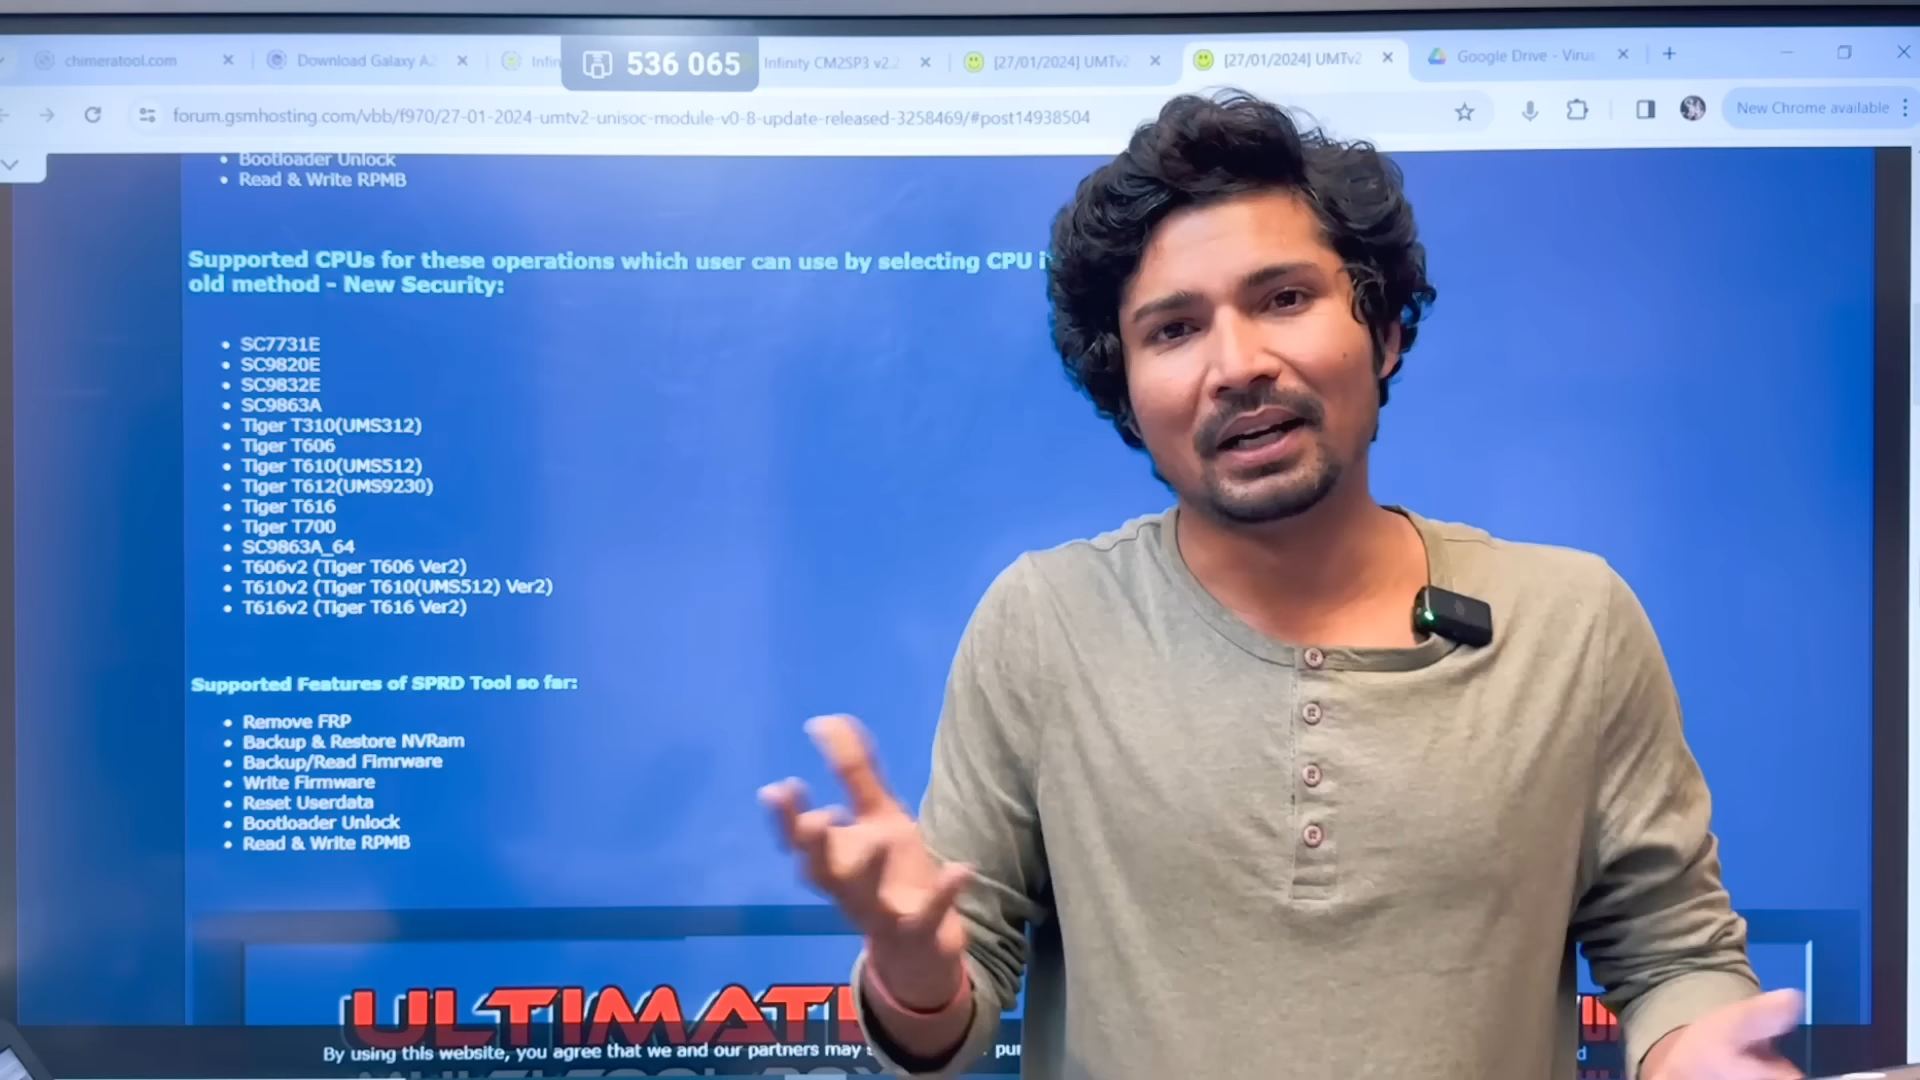 chimeratool.com
Download Galaxy A2
Infin
536 065
Infinity CM2SP3 v2.2
[27/01/2024] UMTv2
[27/01/2024] UMTv2
Google Drive - Virus
forum.gsmhosting.com/vbb/f970/27-01-2024-umtv2-unisoc-module-v0-8-update-released-3258469/#post14938504
New Chrome available
Bootloader Unlock
Read & Write RPMB
Supported CPUs for these operations which user can use by selecting CPU
old method - New Security:
SC7731E
SC9820E
SC9832E
SC9863A
Tiger T310(UMS312)
Tiger T606
Tiger T610(UMS512)
Tiger T612(UMS9230)
Tiger T616
Tiger T700
SC9863A_64
T606v2 (Tiger T606 Ver2)
T610v2 (Tiger T610(UMS512) Ver2)
T616v2 (Tiger T616 Ver2)
Supported Features of SPRD Tool so far:
Remove FRP
Backup & Restore NVRam
Backup/Read Fimrware
Write Firmware
Reset Userdata
Bootloader Unlock
Read & Write RPMB
ULTIMAT
By using this website, you agree that we and our partners may